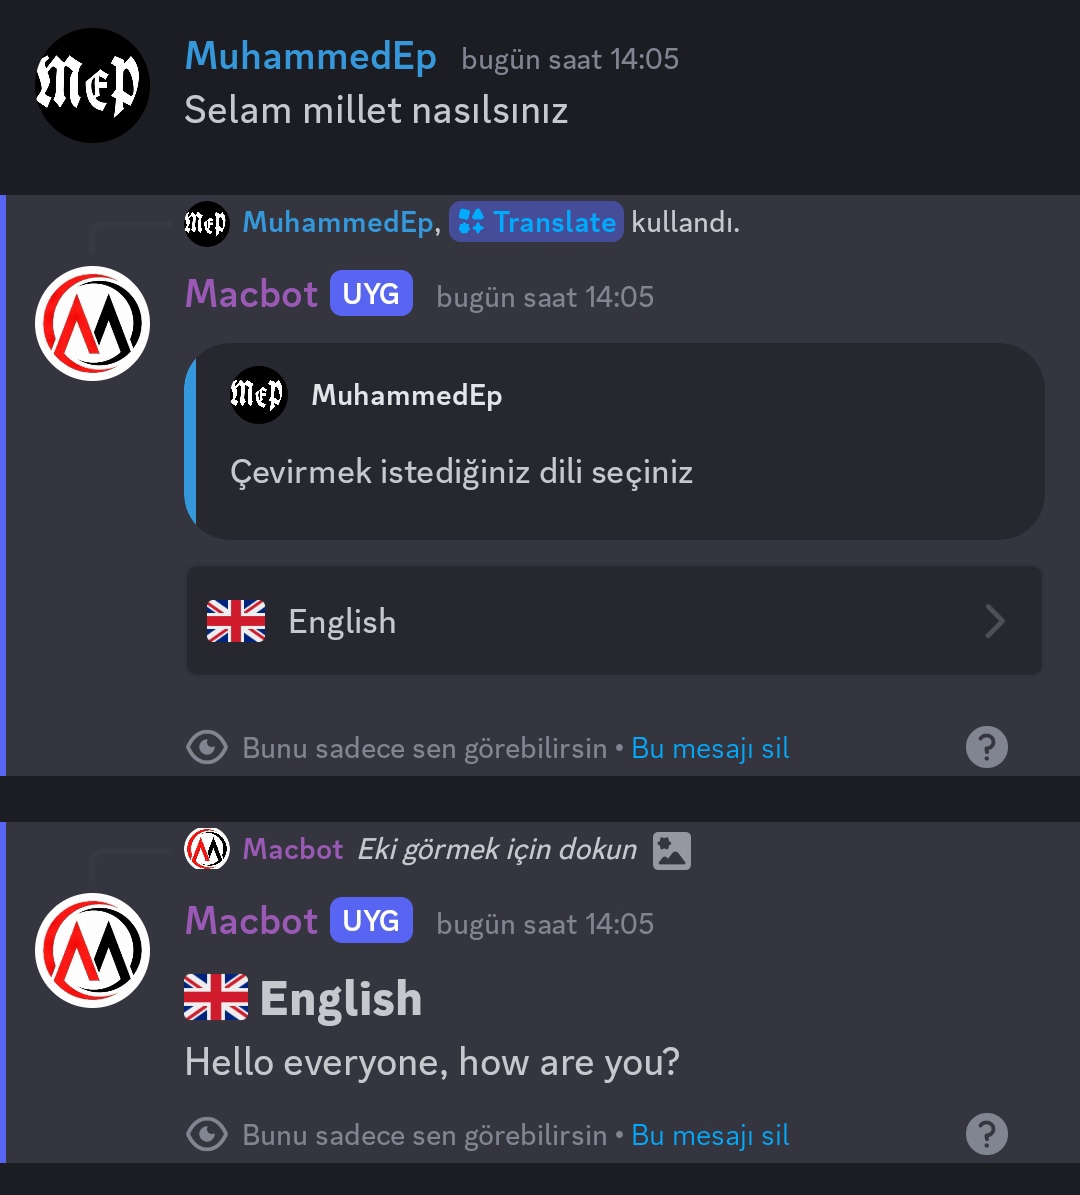 MEP
MuhammedEp bugün saat 14:05
Selam millet nasılsınız
MEP MuhammedEp, Translate kullandı.
Macbot UYG bugün saat 14:05
MEP MuhammedEp
Çevirmek istediğiniz dili seçiniz
English
Bunu sadece sen görebilirsin • Bu mesajı sil ?
Macbot Eki görmek için dokun
Macbot UYG bugün saat 14:05
English
Hello everyone, how are you?
Bunu sadece sen görebilirsin • Bu mesajı sil ?